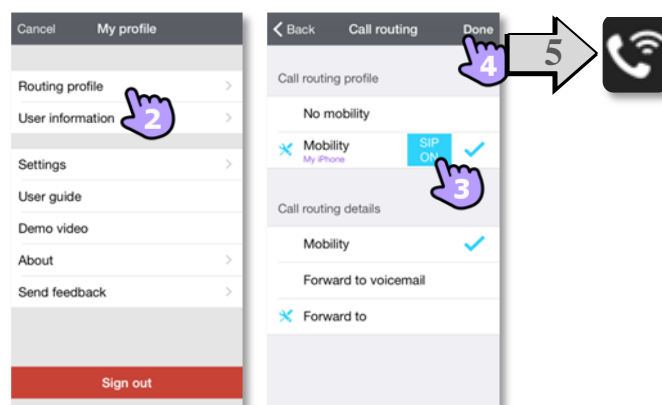 Cancel My profile
Routing profile
2
User information
Settings
User guide
Demo video
About
Send feedback
Sign out
Back Call routing Done
4
Call routing profile
No mobility
Mobility
My iPhone
SIP
ON
3
Call routing details
Mobility
Forward to voicemail
Forward to
5